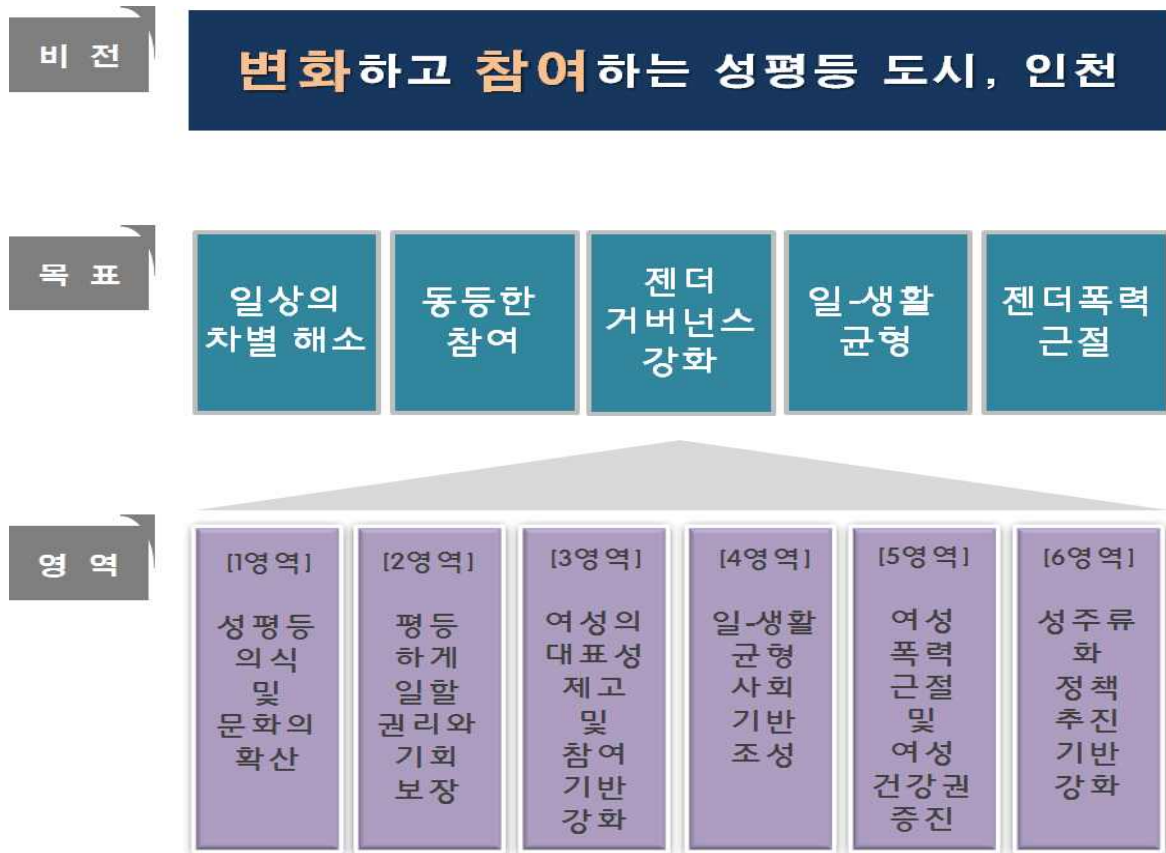 비 전
변화하고 참여하는 성평등 도시, 인천
목 표
일상의
차별 해소
동등한
참여
젠더
거버넌스
강화
일-생활
균형
젠더폭력
근절
영 역
[1영역]
성평등
의식
및
문화의
확산
[2영역]
평등
하게
일할
권리와
기회
보장
[3영역]
여성의
대표성
제고
및
참여
기반
강화
[4영역]
일-생활
균형
사회
기반
조성
[5영역]
여성
폭력
근절
및
여성
건강권
증진
[6영역]
성주류
화
정책
추진
기반
강화